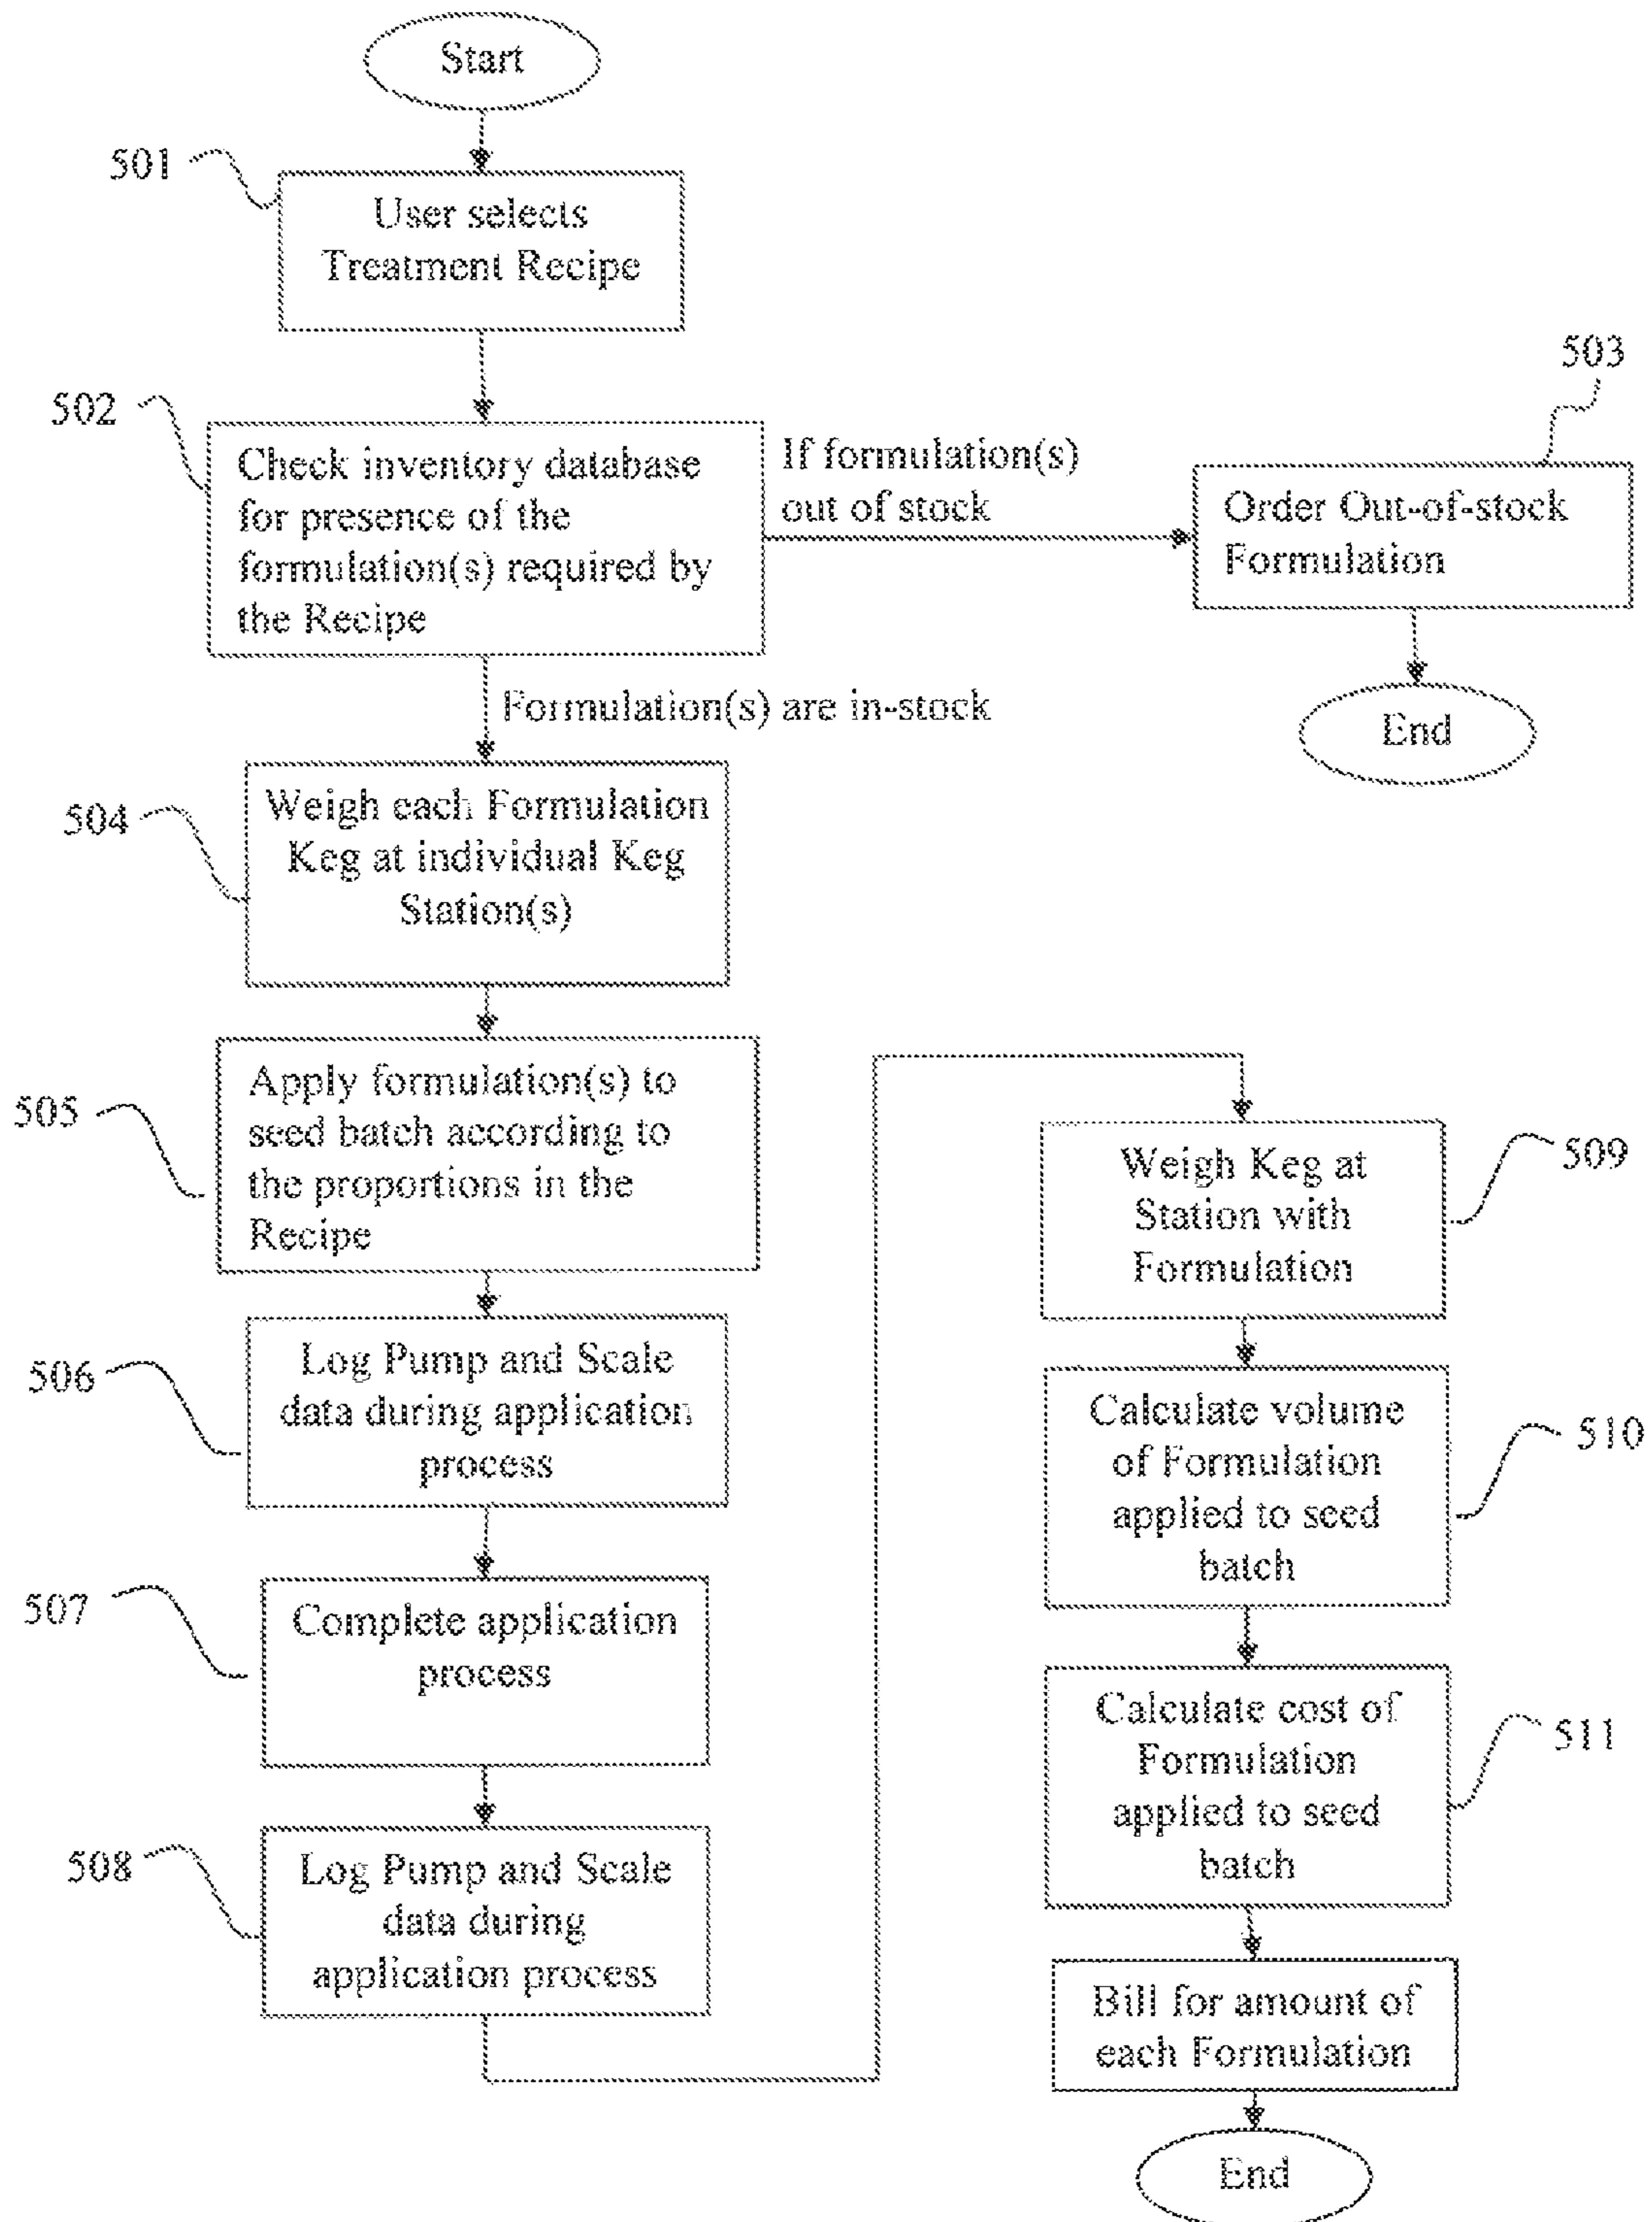 Start
501
User selects
Treatment Recipe
502
Check inventory database
for presence of the
formulation(s) required by
the Recipe
If formulation(s)
out of stock
503
Order Out-of-stock
Formulation
End
Formulation(s) are in-stock
504
Weigh each Formulation
Keg at individual Keg
Station(s)
505
Apply formulation(s) to
seed batch according to
the proportions in the
Recipe
506
Log Pump and Scale
data during application
process
507
Complete application
process
508
Log Pump and Scale
data during
application process
509
Weigh Keg at
Station with
Formulation
510
Calculate volume
of Formulation
applied to seed
batch
511
Calculate cost of
Formulation
applied to seed
batch
Bill for amount of
each Formulation
End